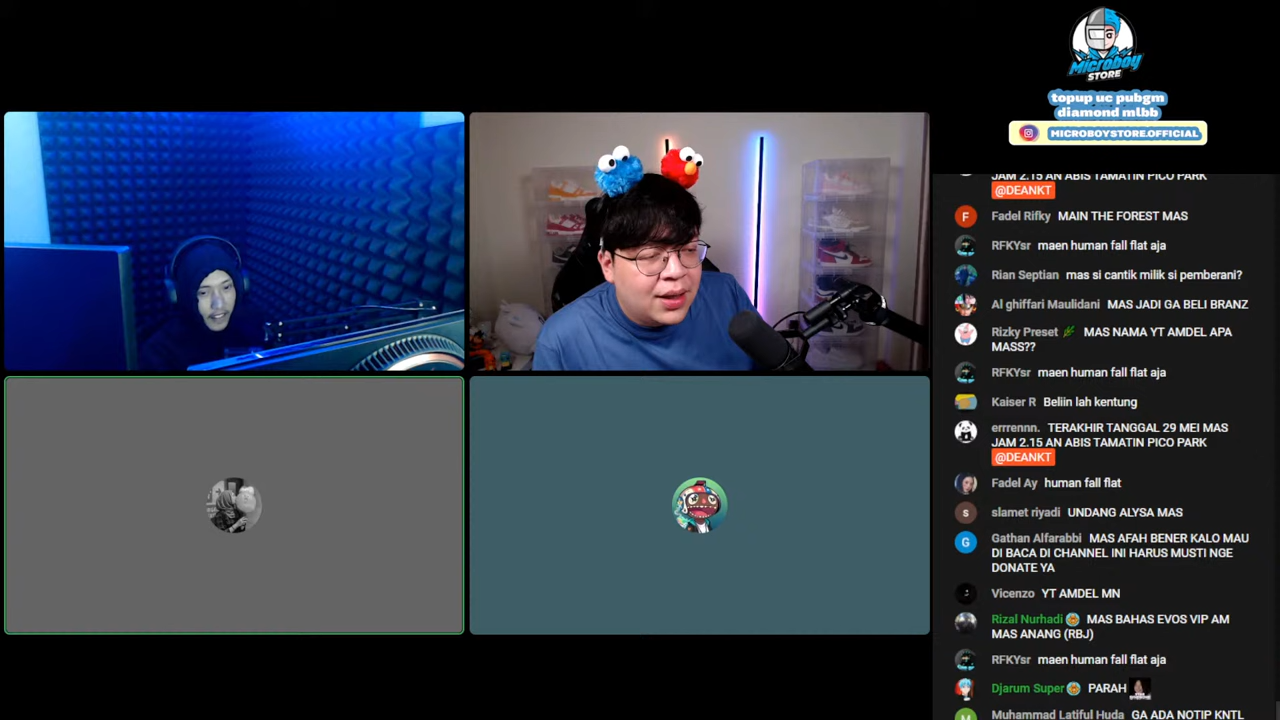 MICROBOY
STORE
topup uc pubgm
diamond mlbb
MICROBOYSTORE.OFFICIAL
JAM 2.15 AN ABIS TAMATIN PICO PARK
@DEANKT
F Fadel Rifky MAIN THE FOREST MAS
RFKYsr maen human fall flat aja
Rian Septian mas si cantik milik si pemberani?
Al ghiffari Maulidani MAS JADI GA BELI BRANZ
Rizky Preset MAS NAMA YT AMDEL APA
MASS??
RFKYsr maen human fall flat aja
Kaiser R Beliin lah kentung
errrennn. TERAKHIR TANGGAL 29 MEI MAS
JAM 2.15 AN ABIS TAMATIN PICO PARK
@DEANKT
Fadel Ay human fall flat
s slamet riyadi UNDANG ALYSA MAS
G Gathan Alfarabbi MAS AFAH BENER KALO MAU
DI BACA DI CHANNEL INI HARUS MUSTI NGE
DONATE YA
Vicenzo YT AMDEL MN
Rizal Nurhadi MAS BAHAS EVOS VIP AM
MAS ANANG (RBJ)
RFKYsr maen human fall flat aja
Djarum Super PARAH
M Muhammad Latiful Huda GA ADA NOTIP KNTL